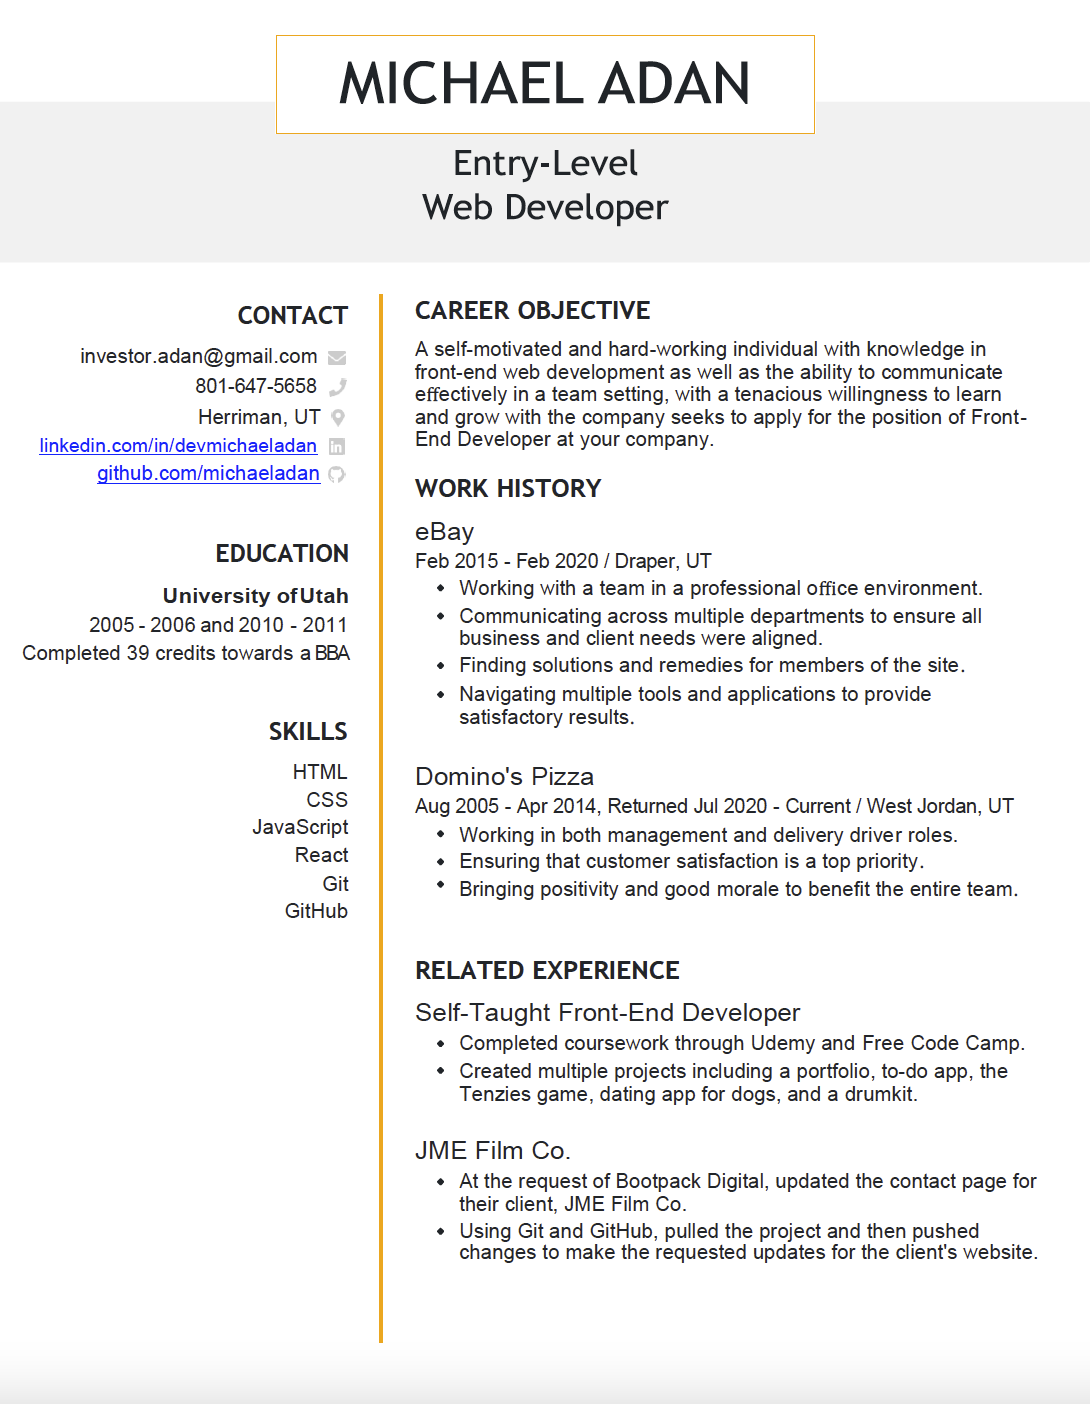 MICHAEL ADAN
Entry-Level
Web Developer
CONTACT
investor.adan@gmail.com
801-647-5658
Herriman, UT
linkedin.com/in/devmichaeladan
github.com/michaeladan
EDUCATION
University of Utah
2005 - 2006 and 2010 - 2011
Completed 39 credits towards a BBA
SKILLS
HTML
CSS
JavaScript
React
Git
GitHub
CAREER OBJECTIVE
A self-motivated and hard-working individual with knowledge in
front-end web development as well as the ability to communicate
effectively in a team setting, with a tenacious willingness to learn
and grow with the company seeks to apply for the position of Front-
End Developer at your company.
WORK HISTORY
eBay
Feb 2015 - Feb 2020 / Draper, UT
• Working with a team in a professional office environment.
• Communicating across multiple departments to ensure all
business and client needs were aligned.
• Finding solutions and remedies for members of the site.
• Navigating multiple tools and applications to provide
satisfactory results.
Domino's Pizza
Aug 2005 - Apr 2014, Returned Jul 2020 - Current / West Jordan, UT
• Working in both management and delivery driver roles.
• Ensuring that customer satisfaction is a top priority.
• Bringing positivity and good morale to benefit the entire team.
RELATED EXPERIENCE
Self-Taught Front-End Developer
• Completed coursework through Udemy and Free Code Camp.
• Created multiple projects including a portfolio, to-do app, the
Tenzies game, dating app for dogs, and a drumkit.
JME Film Co.
• At the request of Bootpack Digital, updated the contact page for
their client, JME Film Co.
• Using Git and GitHub, pulled the project and then pushed
changes to make the requested updates for the client's website.